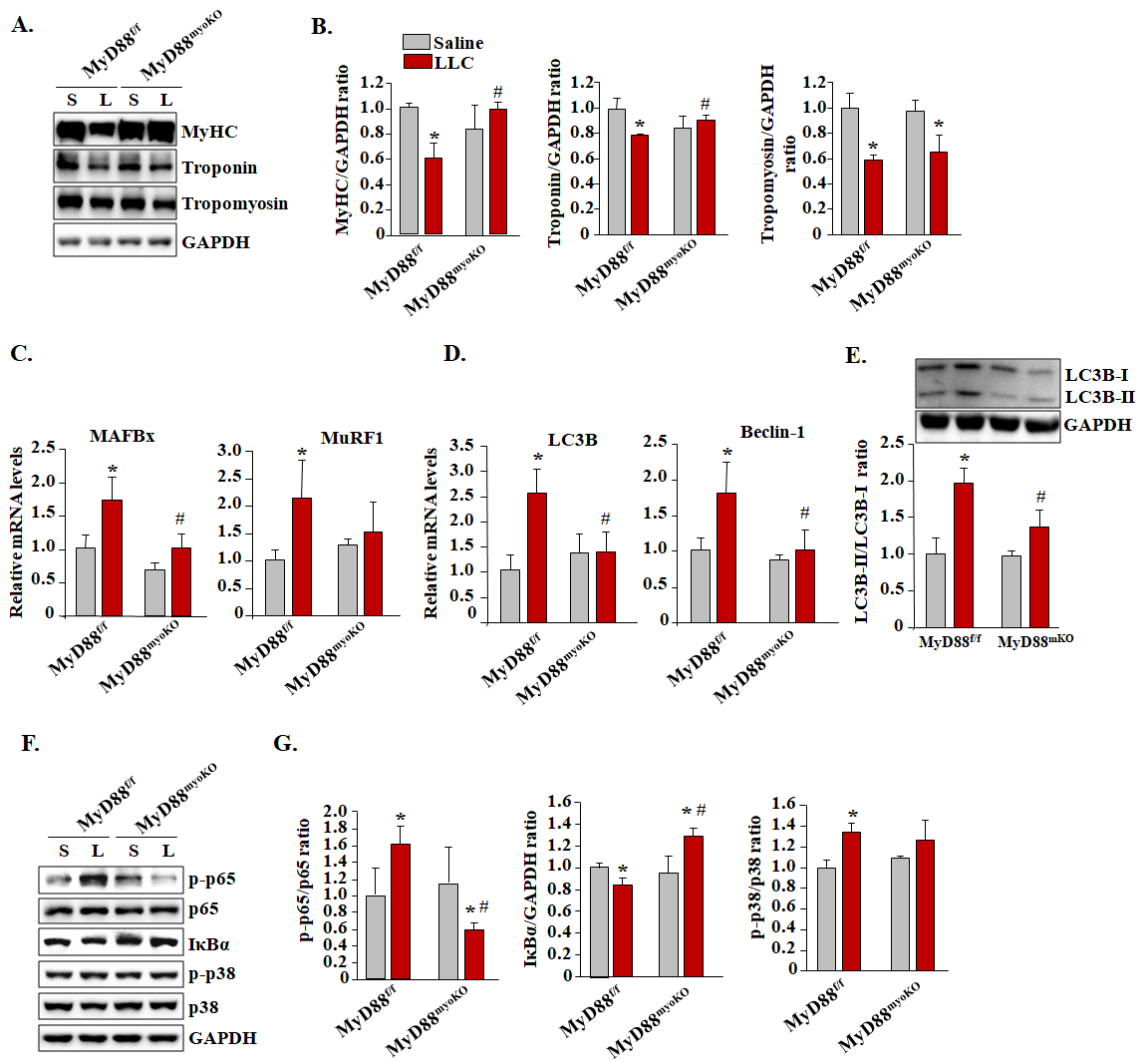 A.
MyD88f/f
MyD88myoKO
S L S L
MyHC
Troponin
Tropomyosin
GAPDH
B.
Saline
LLC
MyHC/GAPDH ratio
1.2
1.0
0.8
0.6
0.4
0.2
0
*
#
MyD88f/f
MyD88myoKO
Troponin/GAPDH ratio
1.2
1.0
0.8
0.6
0.4
0.2
0
*
#
MyD88f/f
MyD88myoKO
Tropomyosin/GAPDH
ratio
1.2
1.0
0.8
0.6
0.4
0.2
0
*
*
MyD88f/f
MyD88myoKO
C.
Relative mRNA levels
MAFBx
2.5
2.0
1.5
1.0
0.5
0
*
#
MyD88f/f
MyD88myoKO
MuRF1
3.0
2.5
2.0
1.5
1.0
0.5
0
*
MyD88f/f
MyD88myoKO
D.
Relative mRNA levels
LC3B
3.5
3.0
2.5
2.0
1.5
1.0
0.5
0
*
#
MyD88f/f
MyD88myoKO
Beclin-1
2.5
2.0
1.5
1.0
0.5
0
*
#
MyD88f/f
MyD88myoKO
E.
LC3B-I
LC3B-II
GAPDH
LC3B-II/LC3B-I ratio
2.5
2.0
1.5
1.0
0.5
0
*
#
MyD88f/f
MyD88mKO
F.
MyD88f/f
MyD88myoKO
S L S L
p-p65
p65
IκBα
p-p38
p38
GAPDH
G.
p-p65/p65 ratio
2.0
1.8
1.6
1.4
1.2
1.0
0.8
0.6
0.4
0.2
0
*
* #
MyD88f/f
MyD88myoKO
IκBα/GAPDH ratio
1.6
1.4
1.2
1.0
0.8
0.6
0.4
0.2
0
*
* #
MyD88f/f
MyD88myoKO
p-p38/p38 ratio
1.6
1.4
1.2
1.0
0.8
0.6
0.4
0.2
0
*
MyD88f/f
MyD88myoKO